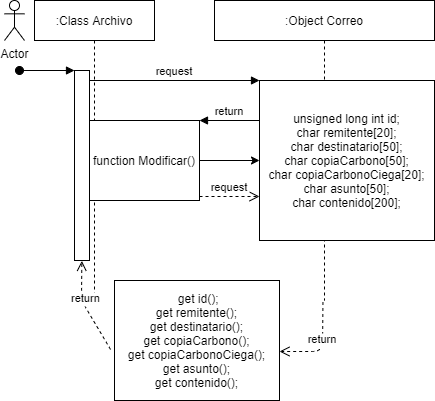 :Class Archivo
:Object Correo
Actor
request
return
unsigned long int id;
char remitente[20];
char destinatario[50];
char copiaCarbono[50];
char copiaCarbonoCiega[20];
char asunto[50];
char contenido[200];
function Modificar()
request
return
get id();
get remitente();
get destinatario();
get copiaCarbono();
get copiaCarbonoCiega();
get asunto();
get contenido();
return